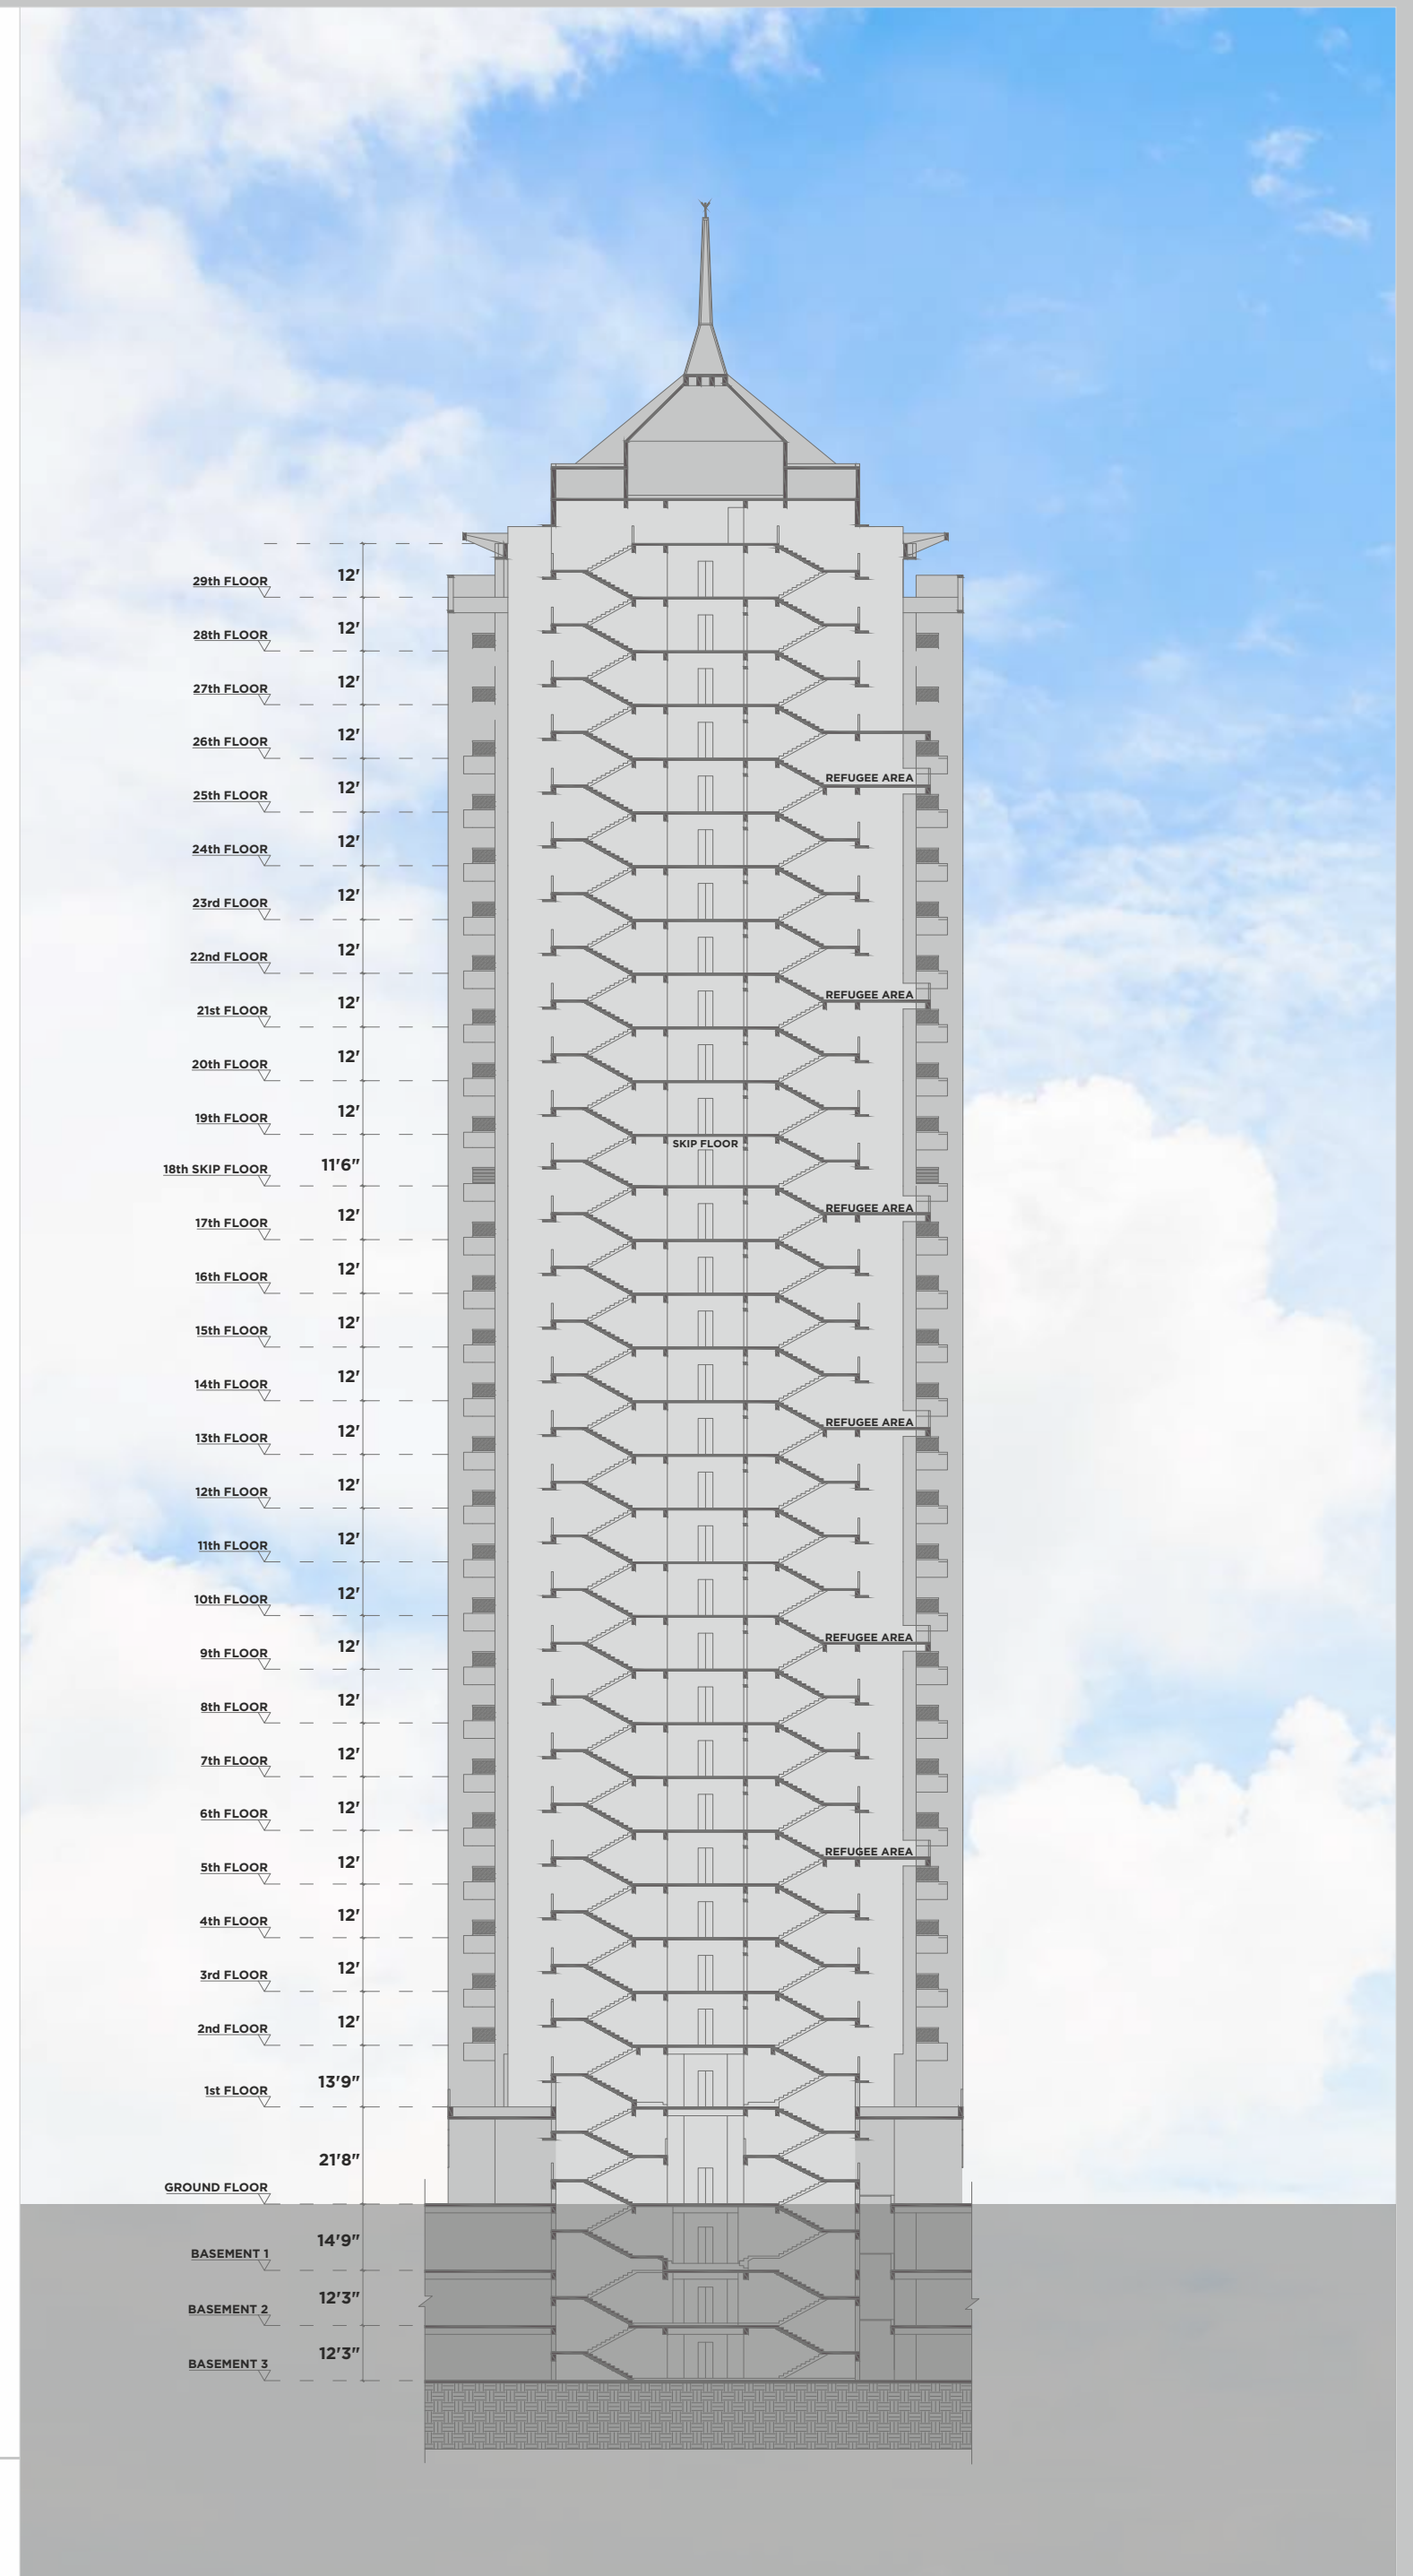 12'
29th FLOOR
12'
28th FLOOR
12'
27th FLOOR
12'
26th FLOOR
REFUGEE AREA
12'
25th FLOOR
12'
24th FLOOR
12'
23rd FLOOR
12'
22nd FLOOR
REFUGEE AREA
12'
21st FLOOR
12'
20th FLOOR
12'
19th FLOOR
SKIP FLOOR
11'6"
18th SKIP FLOOR
REFUGEE AREA
12'
17th FLOOR
12'
16th FLOOR
12'
15th FLOOR
12'
14th FLOOR
REFUGEE AREA
12'
13th FLOOR
12'
12th FLOOR
12'
11th FLOOR
12'
10th FLOOR
REFUGEE AREA
12'
9th FLOOR
12'
8th FLOOR
12'
7th FLOOR
12'
6th FLOOR
REFUGEE AREA
12'
5th FLOOR
12'
4th FLOOR
12'
3rd FLOOR
12'
2nd FLOOR
13'9"
1st FLOOR
21'8"
GROUND FLOOR
14'9"
BASEMENT 1
12'3"
BASEMENT 2
12'3"
BASEMENT 3